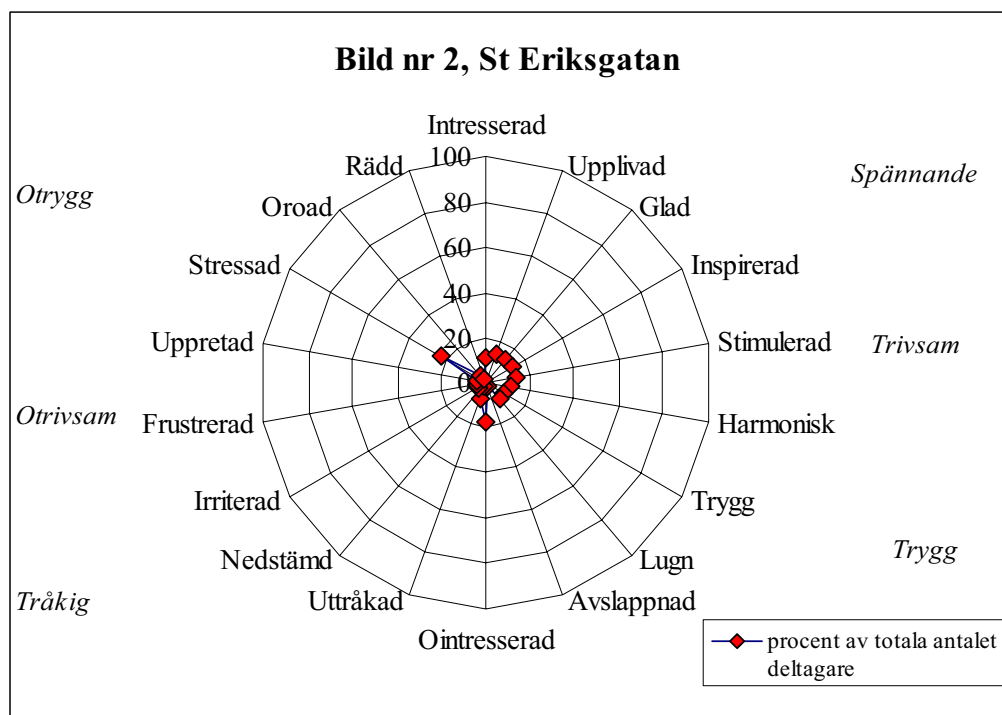 Bild nr 2, St Eriksgatan
Intresserad
Upplivad
Glad
Inspirerad
Stimulerad
Harmonisk
Trygg
Lugn
Avslappnad
Ointresserad
Uttråkad
Nedstämd
Irriterad
Frustrerad
Uppretad
Stressad
Oroad
Rädd
100
80
60
40
20
0
Otrygg
Otrivsam
Tråkig
Spännande
Trivsam
Trygg
procent av totala antalet
deltagare